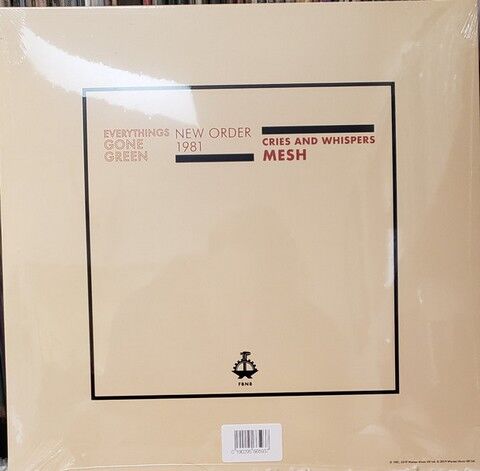 EVERYTHINGS
GONE
GREEN
NEW ORDER
1981
CRIES AND WHISPERS
MESH
FBN8